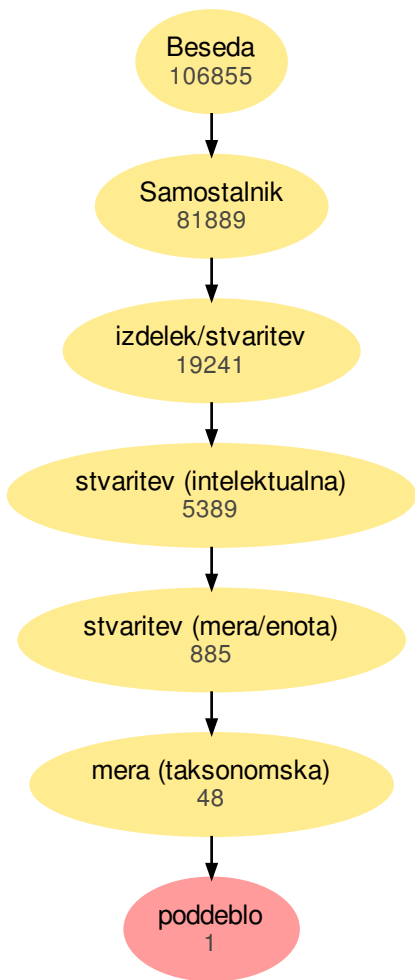 Beseda
106855
Samostalnik
81889
izdelek/stvaritev
19241
stvaritev (intelektualna)
5389
stvaritev (mera/enota)
885
mera (taksonomska)
48
poddeblo
1